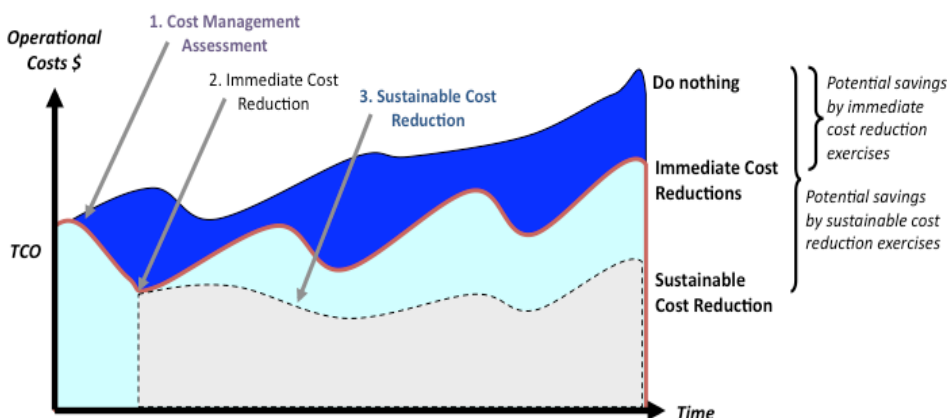 1. Cost Management
Assessment
Operational
Costs $
2. Immediate Cost
Reduction
3. Sustainable Cost
Reduction
Do nothing
Potential savings
by immediate
cost reduction
exercises
Immediate Cost
Reductions
Potential savings
by sustainable cost
reduction exercises
TCO
Sustainable
Cost Reduction
Time